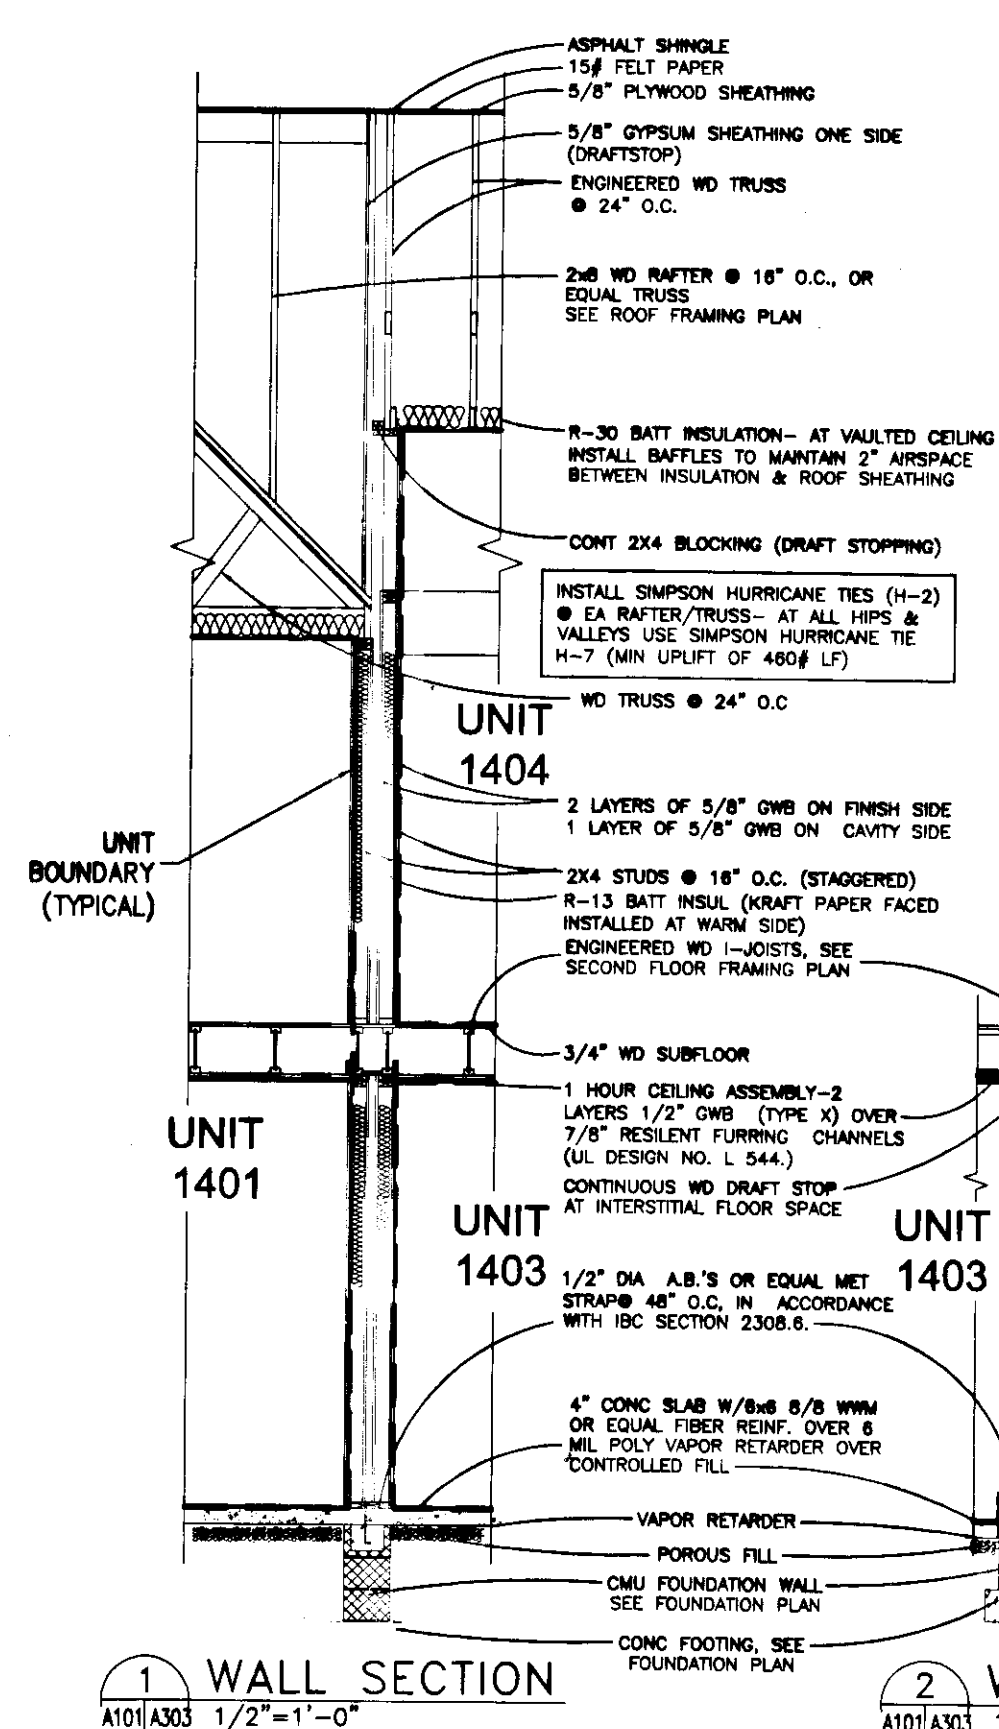 ASPHALT SHINGLE
15# FELT PAPER
5/8" PLYWOOD SHEATHING
5/8" GYPSUM SHEATHING ONE SIDE
(DRAFTSTOP)
ENGINEERED WD TRUSS
@ 24" O.C.
2x8 WD RAFTER @ 16" O.C., OR
EQUAL TRUSS
SEE ROOF FRAMING PLAN
R-30 BATT INSULATION- AT VAULTED CEILING
INSTALL BAFFLES TO MAINTAIN 2" AIRSPACE
BETWEEN INSULATION & ROOF SHEATHING
CONT 2X4 BLOCKING (DRAFT STOPPING)
INSTALL SIMPSON HURRICANE TIES (H-2)
@ EA RAFTER/TRUSS- AT ALL HIPS &
VALLEYS USE SIMPSON HURRICANE TIE
H-7 (MIN UPLIFT OF 460# LF)
WD TRUSS @ 24" O.C
UNIT
1404
2 LAYERS OF 5/8" GWB ON FINISH SIDE
1 LAYER OF 5/8" GWB ON CAVITY SIDE
UNIT
BOUNDARY
(TYPICAL)
2X4 STUDS @ 16" O.C. (STAGGERED)
R-13 BATT INSUL (KRAFT PAPER FACED
INSTALLED AT WARM SIDE)
ENGINEERED WD I-JOISTS, SEE
SECOND FLOOR FRAMING PLAN
3/4" WD SUBFLOOR
1 HOUR CEILING ASSEMBLY-2
LAYERS 1/2" GWB (TYPE X) OVER
7/8" RESILENT FURRING CHANNELS
(UL DESIGN NO. L 544.)
CONTINUOUS WD DRAFT STOP
AT INTERSTITIAL FLOOR SPACE
UNIT
1401
UNIT
1403
UNIT
1403
1/2" DIA A.B.'S OR EQUAL MET
STRAP@ 48" O.C, IN ACCORDANCE
WITH IBC SECTION 2308.6.
4" CONC SLAB W/6x6 8/8 WWM
OR EQUAL FIBER REINF. OVER 6
MIL POLY VAPOR RETARDER OVER
CONTROLLED FILL
VAPOR RETARDER
POROUS FILL
CMU FOUNDATION WALL
SEE FOUNDATION PLAN
CONC FOOTING, SEE
FOUNDATION PLAN
1 WALL SECTION
A101 A303 1/2"=1'-0"
2
A101 A303